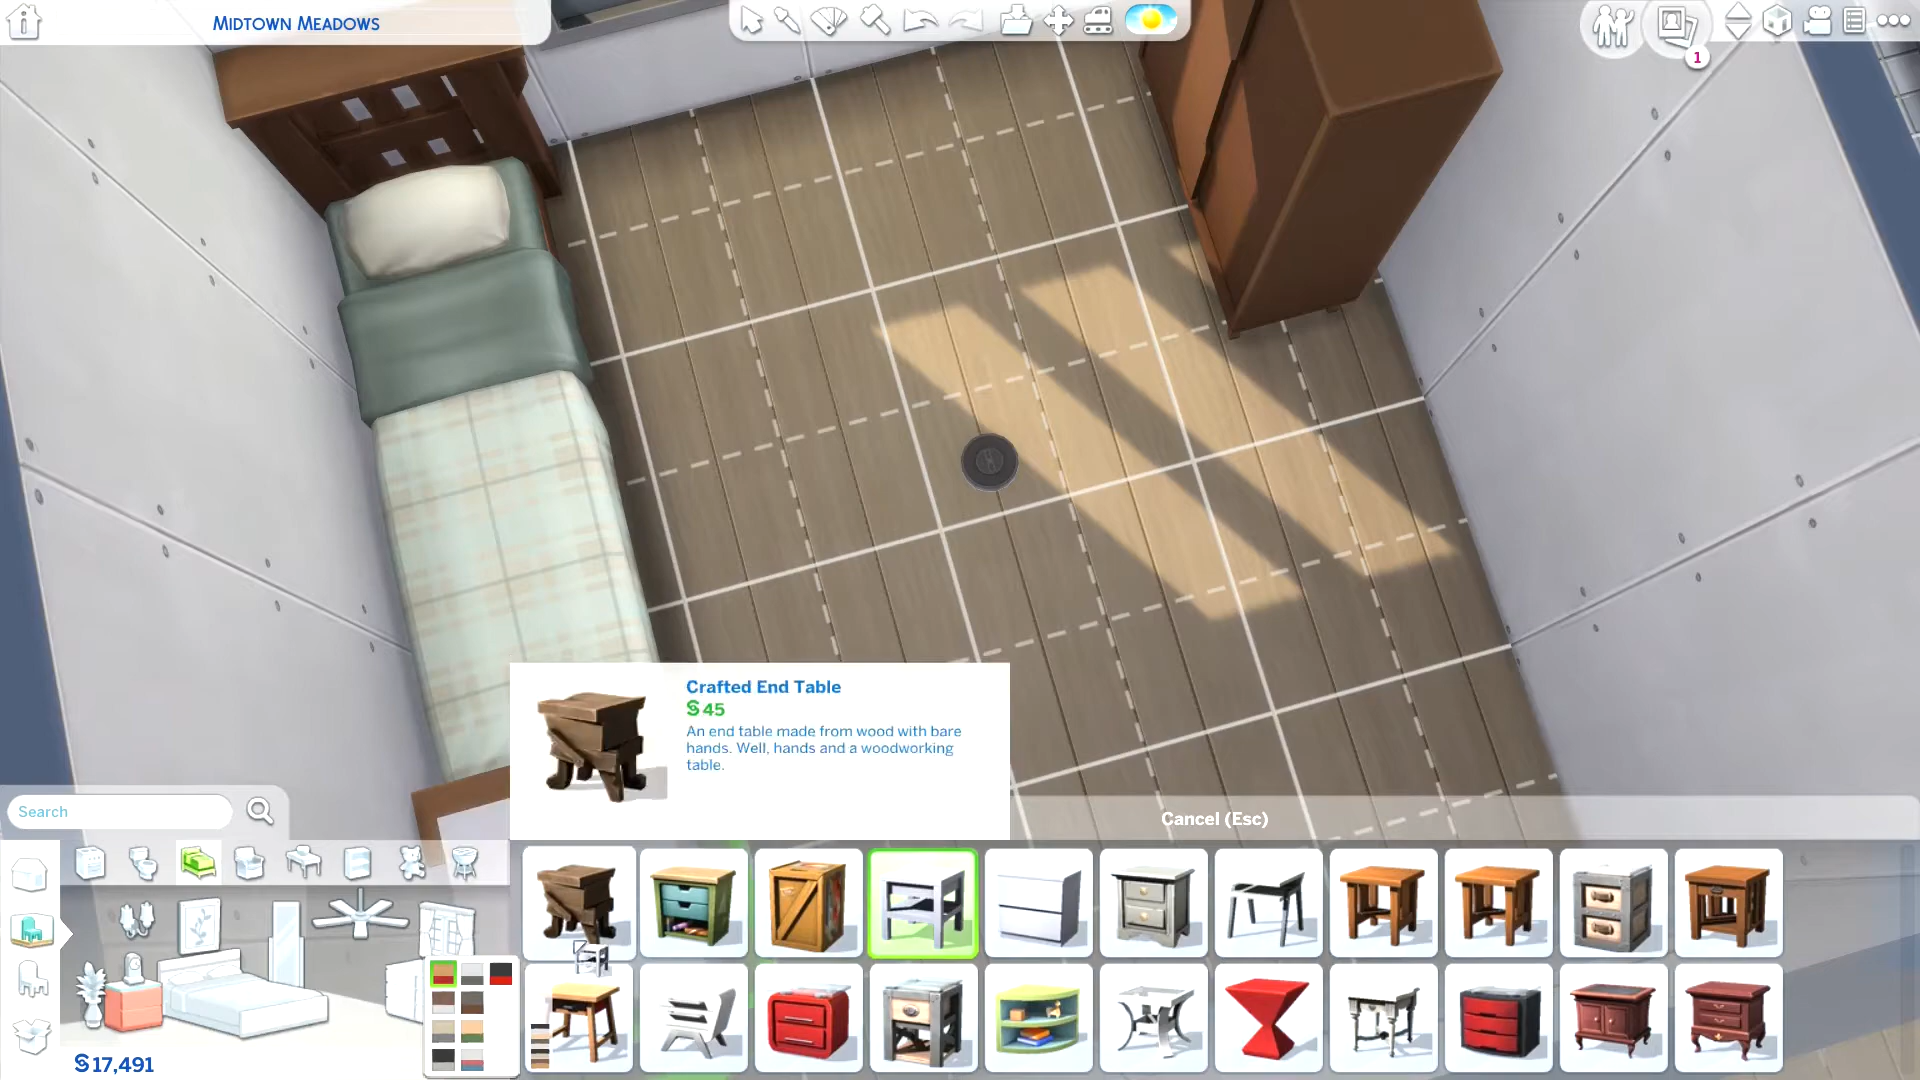 MIDTOWN MEADOWS
1
Crafted End Table
§45
An end table made from wood with bare
hands. Well, hands and a woodworking
table.
Search
Cancel (Esc)
§17,491